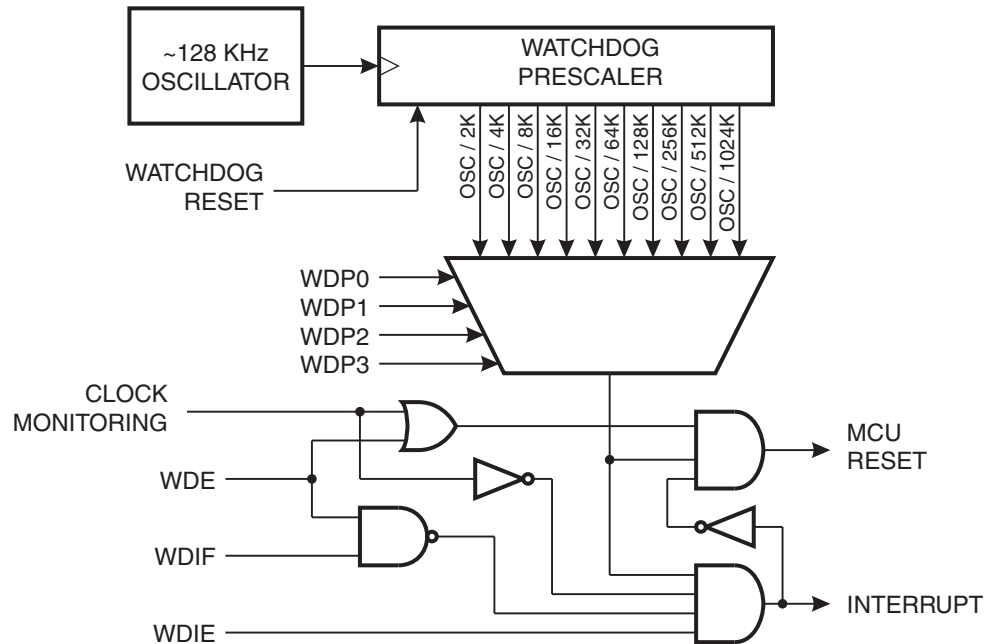 ~128 KHz
OSCILLATOR
WATCHDOG
PRESCALER
WATCHDOG
RESET
OSC / 2K
OSC / 4K
OSC / 8K
OSC / 16K
OSC / 32K
OSC / 64K
OSC / 128K
OSC / 256K
OSC / 512K
OSC / 1024K
WDP0
WDP1
WDP2
WDP3
CLOCK
MONITORING
WDE
WDIF
WDIE
MCU
RESET
INTERRUPT